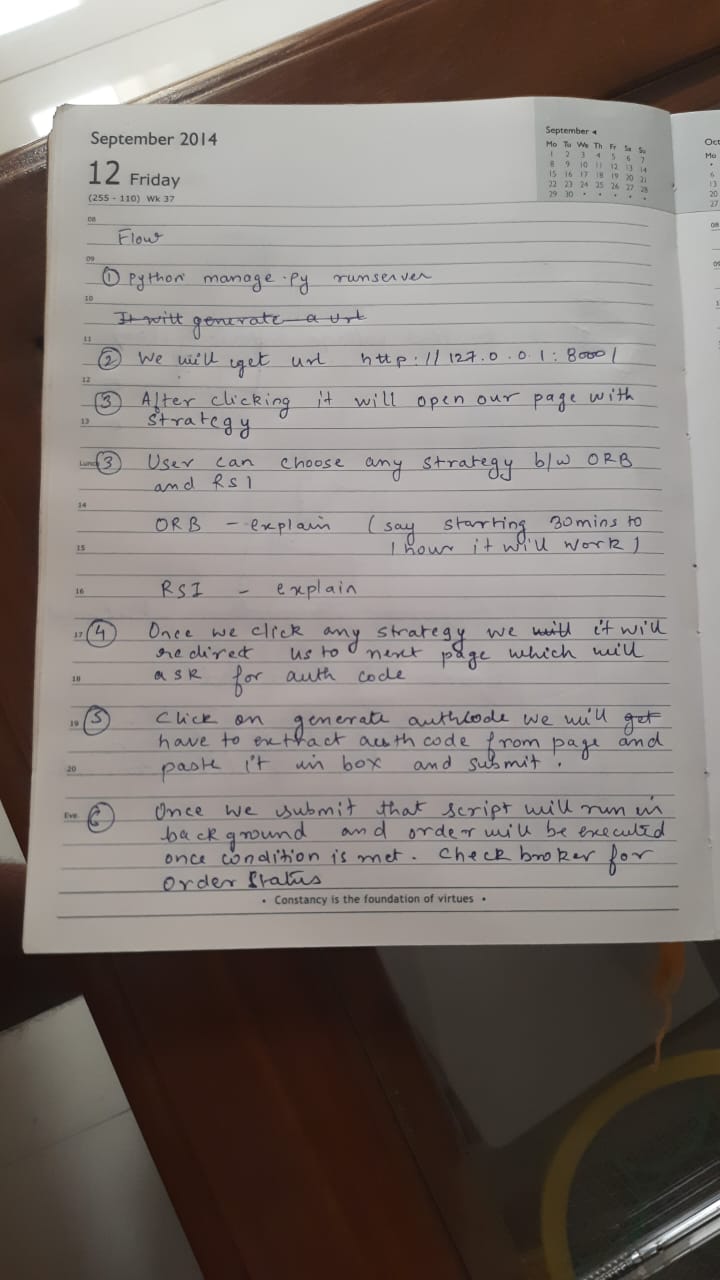 September 2014
12 Friday
(255 - 110) Wk 37
September
Mo Tu We Th Fr Sa Su
1 2 3 4 5 6 7
8 9 10 11 12 13 14
15 16 17 18 19 20 21
22 23 24 25 26 27 28
29 30 • • • • •
Oct
Mo
•
6
13
20
27
08
Flow
09
① python manage.py runserver
10
It will generate a url
11
② We will get url http://127.0.0.1:8000/
12
③ After clicking it will open our page with
13 strategy
Lunch ③ User can choose any strategy b/w ORB
and RSI
14
ORB - explain (say starting 30mins to
15 1 hour it will work)
16 RSI - explain
17 ④ Once we click any strategy we will it will
redirect us to next page which will
18 ask for auth code
19 ⑤ Click on generate authcode we will get
have to extract auth code from page and
20 paste it in box and submit.
Eve. ⑥ Once we submit that script will run in
background and order will be executed
once condition is met. Check broker for
order status
• Constancy is the foundation of virtues •